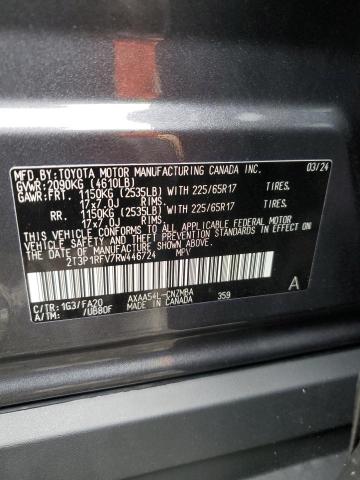 MFD.BY:TOYOTA MOTOR MANUFACTURING CANADA INC. 03/24
GVWR:2090KG (4610LB)
GAWR:FRT. 1150KG (2535LB) WITH 225/65R17 TIRES,
17x7.0J
RR. 1150KG (2535LB) WITH 225/65R17 TIRES,
17x7.0J
THIS VEHICLE CONFORMS TO ALL APPLICABLE FEDERAL MOTOR
VEHICLE SAFETY AND THEFT PREVENTION STANDARDS IN
EFFECT ON THE DATE OF MANUFACTURE SHOWN ABOVE.
2T3P1RFV7RW446724 MPV
C/TR:1G3/FA20 AXAA54L-CNZMBA 359 A
A/TM: /UB80F MADE IN CANADA